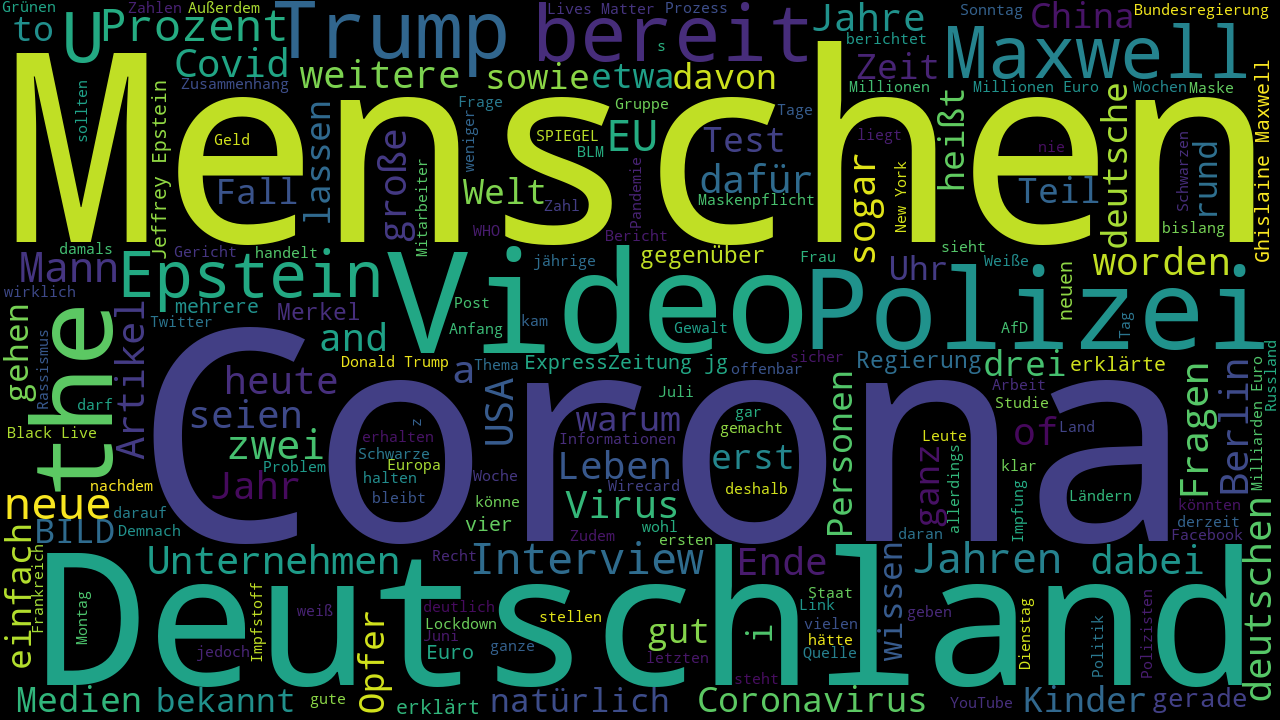 Grünen
Zahlen
Außerdem
Lives Matter
Prozess
Sonntag
China
Bundesregierung
to
U
Prozent
Trump
bereit
Jahre
berichtet
Maxwell
Covid
s
Zeit
weitere
sowie
etwa
davon
Zusammenhang
Millionen
Millionen Euro
Wochen
Maske
Menschen
sollten
Jeffrey Epstein
Geld
lassen
große
Frage
weniger
SPIEGEL
BLM
Gruppe
EU
Test
Tage
liegt
sogar
heißt
nie
deutsche
Schwarzen
rund
Ghislaine Maxwell
Fall
Mitarbeiter
Welt
Zahl
Pandemie
dafür
Maskenpflicht
New York
Teil
bislang
WHO
Bericht
damals
Gericht
handelt
Mann
wirklich
Epstein
Video
jährige
gegenüber
Frau
Uhr
sieht
Weiße
worden
Polizei
neuen
mehrere
Merkel
Post
Anfang
kam
Gewalt
AfD
Tag
Twitter
gehen
the
Artikel
and
Rassismus
Donald Trump
a
Thema
ExpressZeitung jg
offenbar
sicher
Regierung
drei
erklärte
Russland
Corona
heute
USA
Juli
Personen
Arbeit
Studie
Fragen
Berlin
Milliarden Euro
darf
seien
warum
gar
gemacht
of
Land
Black Live
zwei
erhalten
z
Schwarze
Informationen
Leute
ganz
allerdings
Problem
Europa
halten
Woche
Leben
Wirecard
erst
klar
nachdem
Jahr
bleibt
könne
Virus
deshalb
Ländern
neue
darauf
Impfung
könnten
BILD
Demnach
vier
Zudem
wohl
ersten
daran
derzeit
Facebook
einfach
Frankreich
Unternehmen
Interview
Recht
Ende
wissen
Jahren
dabei
deutschen
Deutschland
Montag
Impfstoff
weiß
Opfer
deutlich
Lockdown
Juni
stellen
gut
i
Staat
Link
vielen
hätte
geben
Dienstag
Politik
Polizisten
jedoch
Euro
ganze
letzten
Quelle
steht
Medien
bekannt
gute
erklärt
natürlich
Coronavirus
YouTube
Kinder
gerade